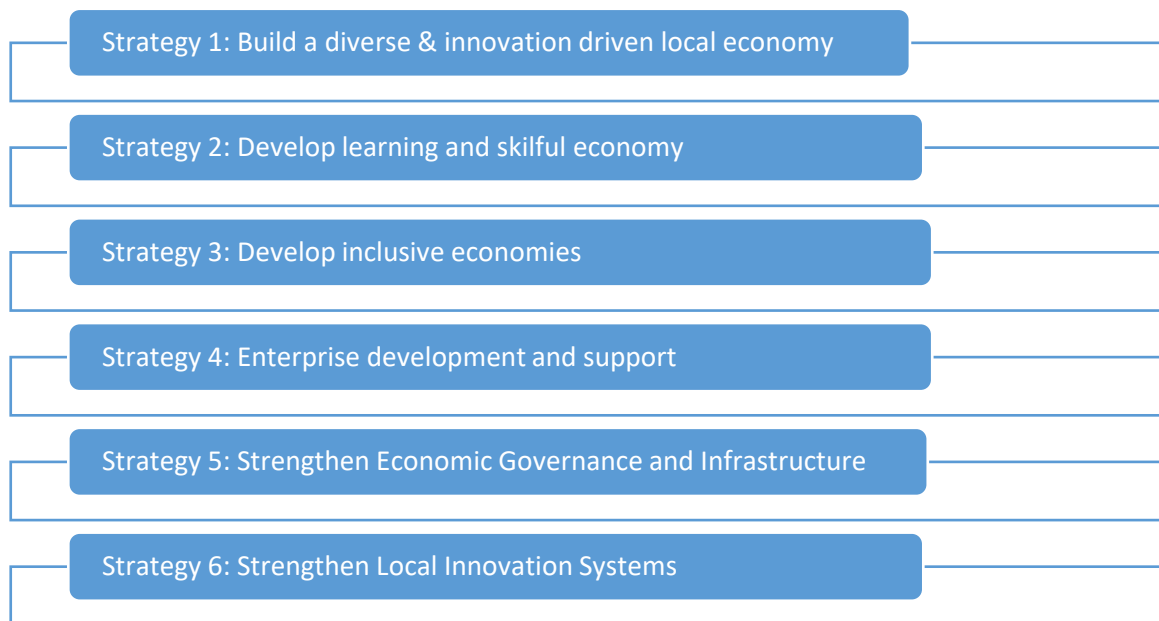 Strategy 1: Build a diverse & innovation driven local economy
Strategy 2: Develop learning and skilful economy
Strategy 3: Develop inclusive economies
Strategy 4: Enterprise development and support
Strategy 5: Strengthen Economic Governance and Infrastructure
Strategy 6: Strengthen Local Innovation Systems